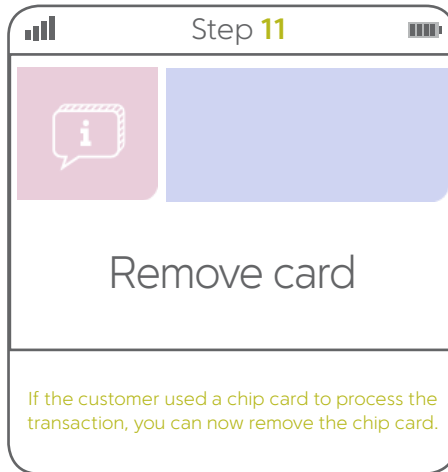 Step 11
i
Remove card
If the customer used a chip card to process the
transaction, you can now remove the chip card.